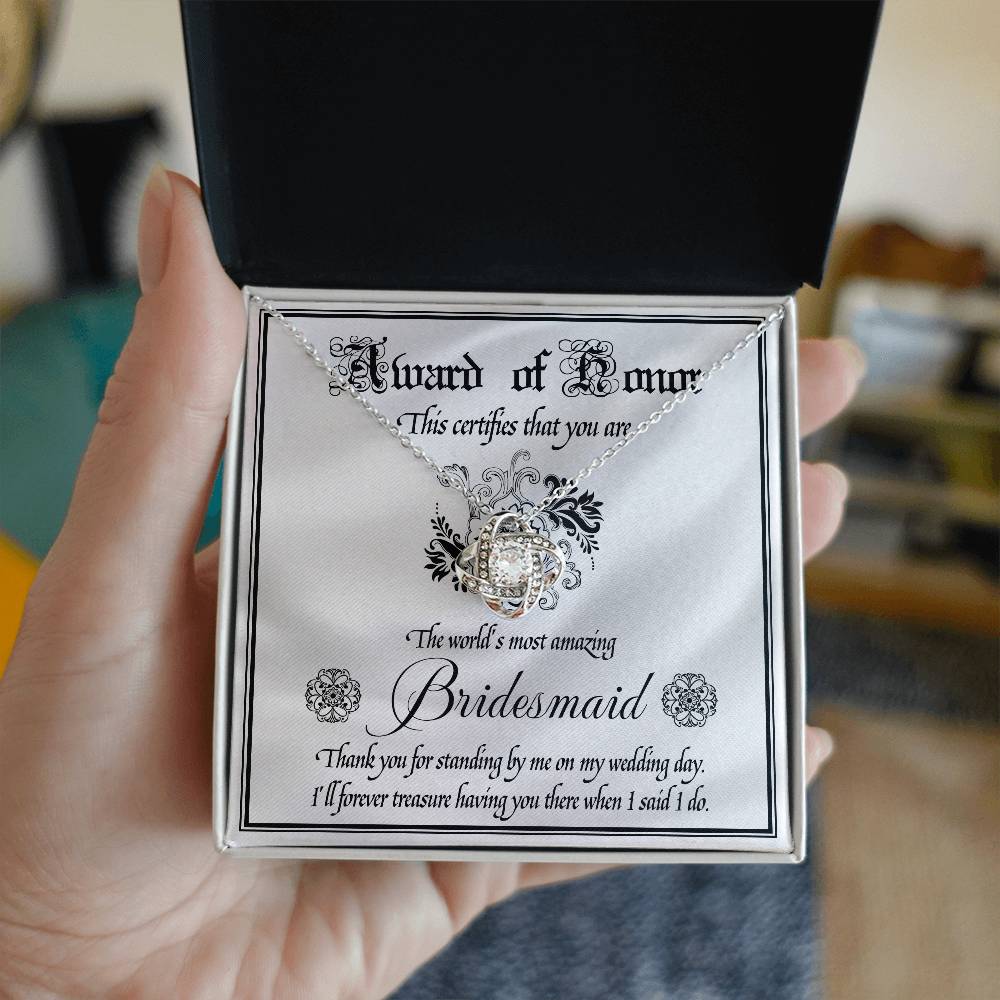 Award of Honor
This certifies that you are
The world's most amazing
Bridesmaid
Thank you for standing by me on my wedding day.
I'll forever treasure having you there when I said I do.